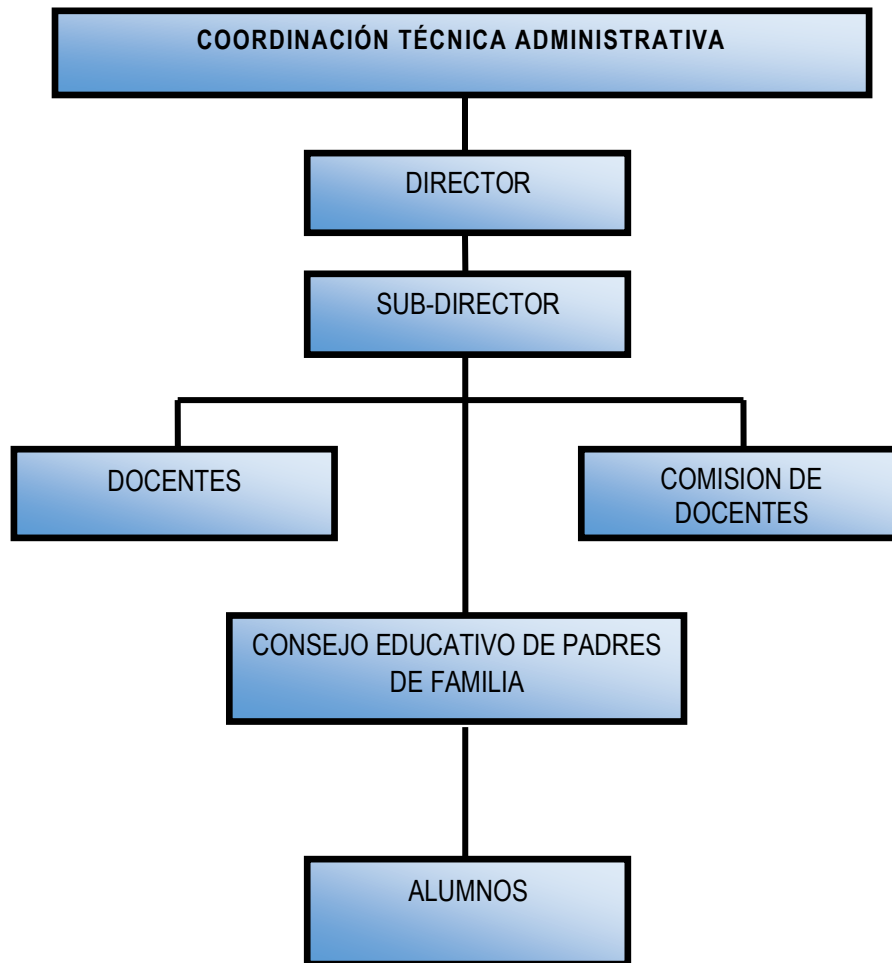 COORDINACIÓN TÉCNICA ADMINISTRATIVA
DIRECTOR
SUB-DIRECTOR
DOCENTES
COMISION DE
DOCENTES
CONSEJO EDUCATIVO DE PADRES
DE FAMILIA
ALUMNOS